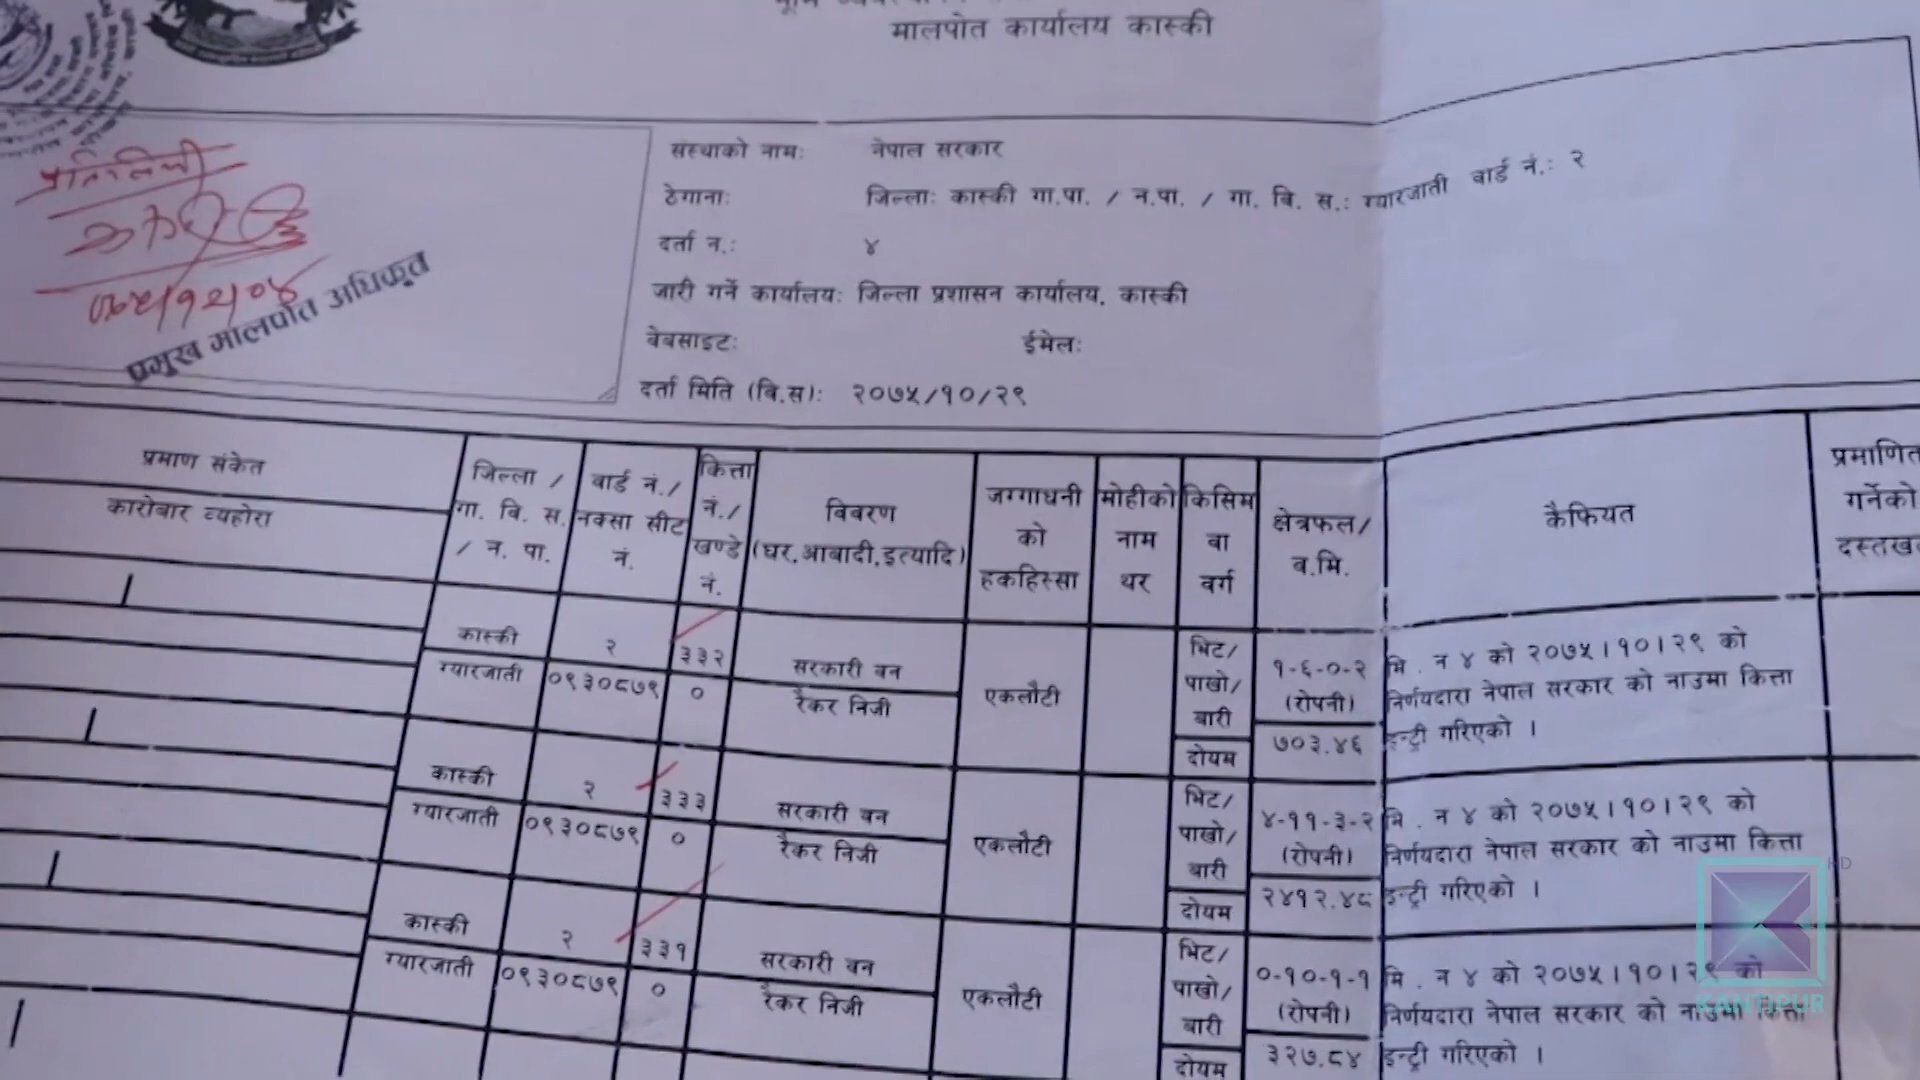 मालपोत कार्यालय कास्की
प्रतिलिपी
प्रमुख मालपोत अधिकृत
संस्थाको नाम: नेपाल सरकार
ठेगाना: जिल्ला: कास्की गा.पा. / न.पा. / गा. बि. स.: ग्यारजाती वार्ड नं.: २
दर्ता न.: ४
जारी गर्ने कार्यालय: जिल्ला प्रशासन कार्यालय, कास्की
वेबसाइट: ईमेल:
दर्ता मिति (बि.स): २०७५/१०/२९
प्रमाण संकेत
कारोबार व्यहोरा
जिल्ला /
गा. बि. स.
/ न. पा.
वार्ड नं./
नक्सा सीट
नं.
कित्ता
नं./
खण्डे
नं.
विवरण
(घर,आबादी,इत्यादि)
जग्गाधनी
को
हकहिस्सा
मोहीको
नाम
थर
किसिम
वा
वर्ग
क्षेत्रफल/
ब.मि.
कैफियत
प्रमाणित
गर्नेको
दस्तखत
कास्की
ग्यारजाती
२
०९३०८७९
३३२
०
सरकारी वन
रैकर निजी
एकलौटी
भिट/
पाखो/
बारी
दोयम
१-६-०-२
(रोपनी)
७०३.४६
मि . न ४ को २०७५।१०।२९ को
निर्णयदारा नेपाल सरकार को नाउमा कित्ता
इन्ट्री गरिएको ।
कास्की
ग्यारजाती
२
०९३०८७९
३३३
०
सरकारी वन
रैकर निजी
एकलौटी
भिट/
पाखो/
बारी
दोयम
४-११-३-२
(रोपनी)
२४१२.४८
मि . न ४ को २०७५।१०।२९ को
निर्णयदारा नेपाल सरकार को नाउमा कित्ता
इन्ट्री गरिएको ।
कास्की
ग्यारजाती
२
०९३०८७९
३३१
०
सरकारी वन
रैकर निजी
एकलौटी
भिट/
पाखो/
बारी
दोयम
०-१०-१-१
(रोपनी)
३२७.८४
मि . न ४ को २०७५।१०।२९ को
निर्णयदारा नेपाल सरकार को नाउमा कित्ता
इन्ट्री गरिएको ।
HD
KANTIPUR